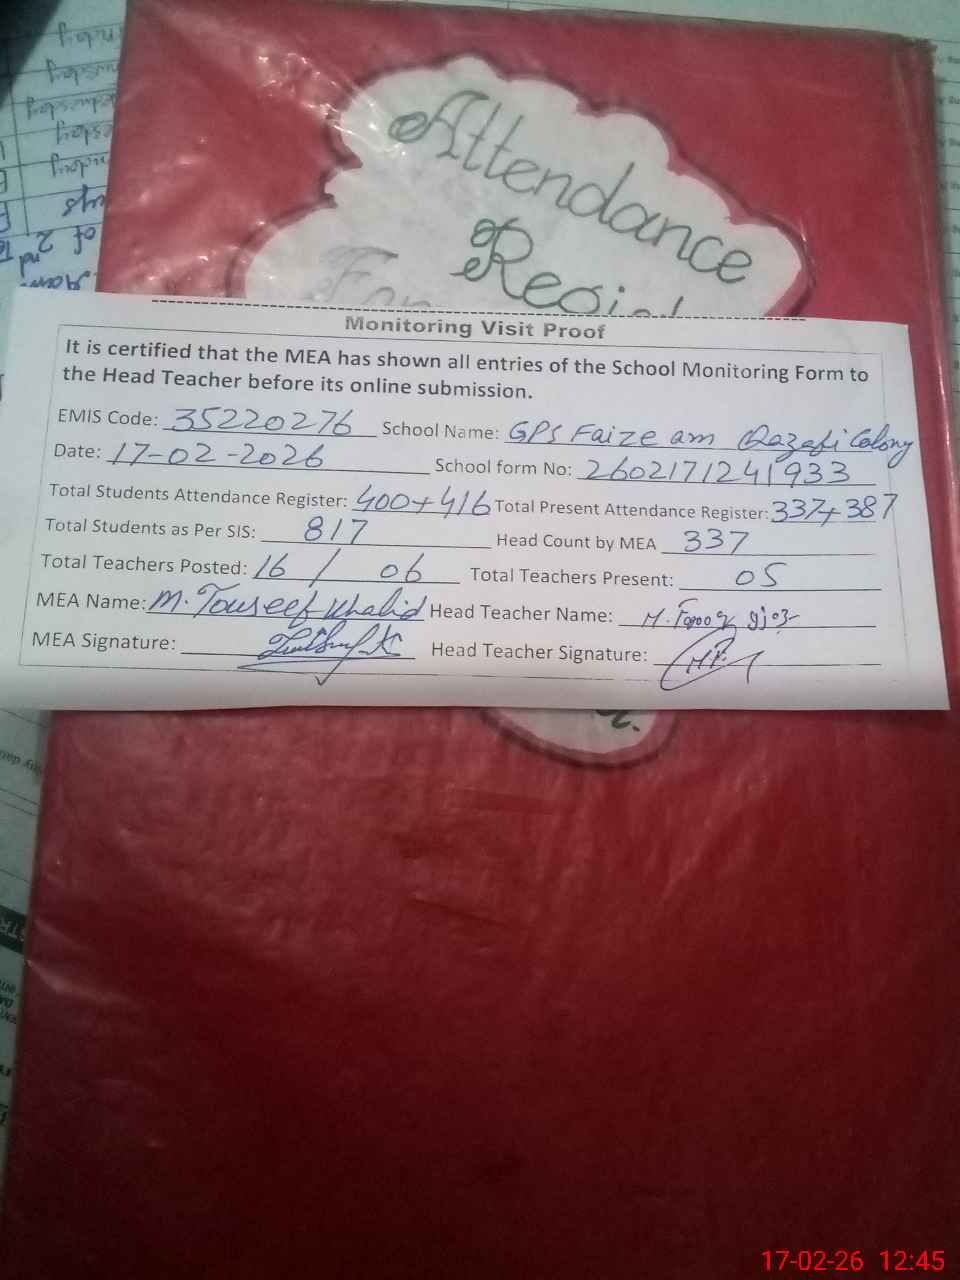 Attendance
Regist
For
Monitoring Visit Proof
It is certified that the MEA has shown all entries of the School Monitoring Form to
the Head Teacher before its online submission.
EMIS Code: 35220276 School Name: GPS Faize am Qazafi Colony
Date: 17-02-2026 School form No: 2602171241933
Total Students Attendance Register: 400+416 Total Present Attendance Register: 337+387
Total Students as Per SIS: 817 Head Count by MEA 337
Total Teachers Posted: 16 / 06 Total Teachers Present: 05
MEA Name: M. Touseef Khalid Head Teacher Name: M. Farooq
MEA Signature: Head Teacher Signature:
17-02-26 12:45